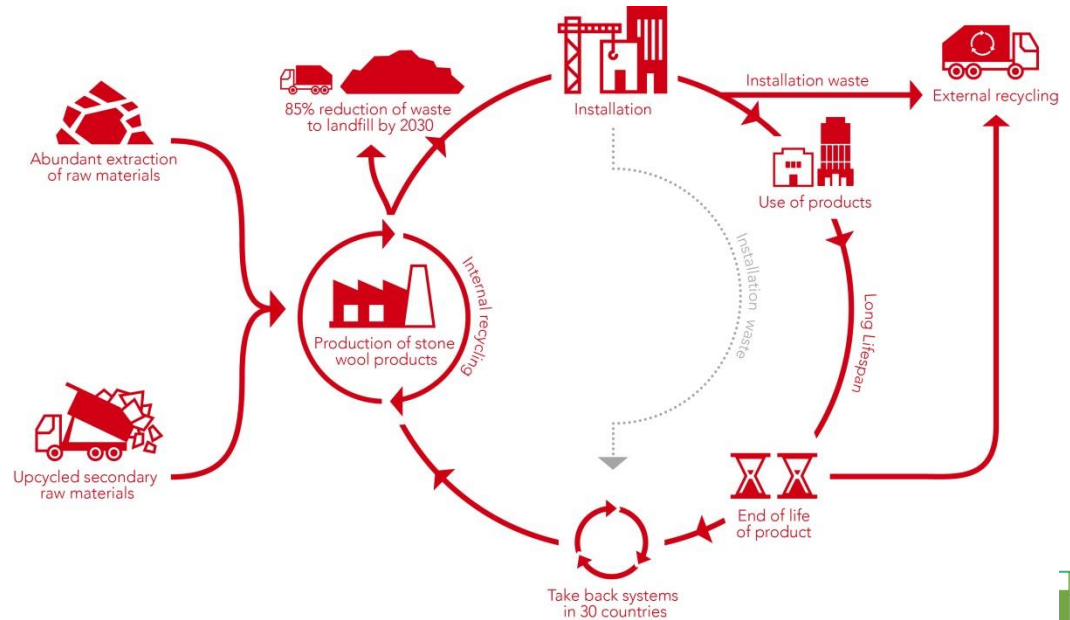 85% reduction of waste
to landfill by 2030
Installation
Installation waste
External recycling
Abundant extraction
of raw materials
Use of products
Installation waste
Internal recycling
Long Lifespan
Production of stone
wool products
Upcycled secondary
raw materials
End of life
of product
Take back systems
in 30 countries